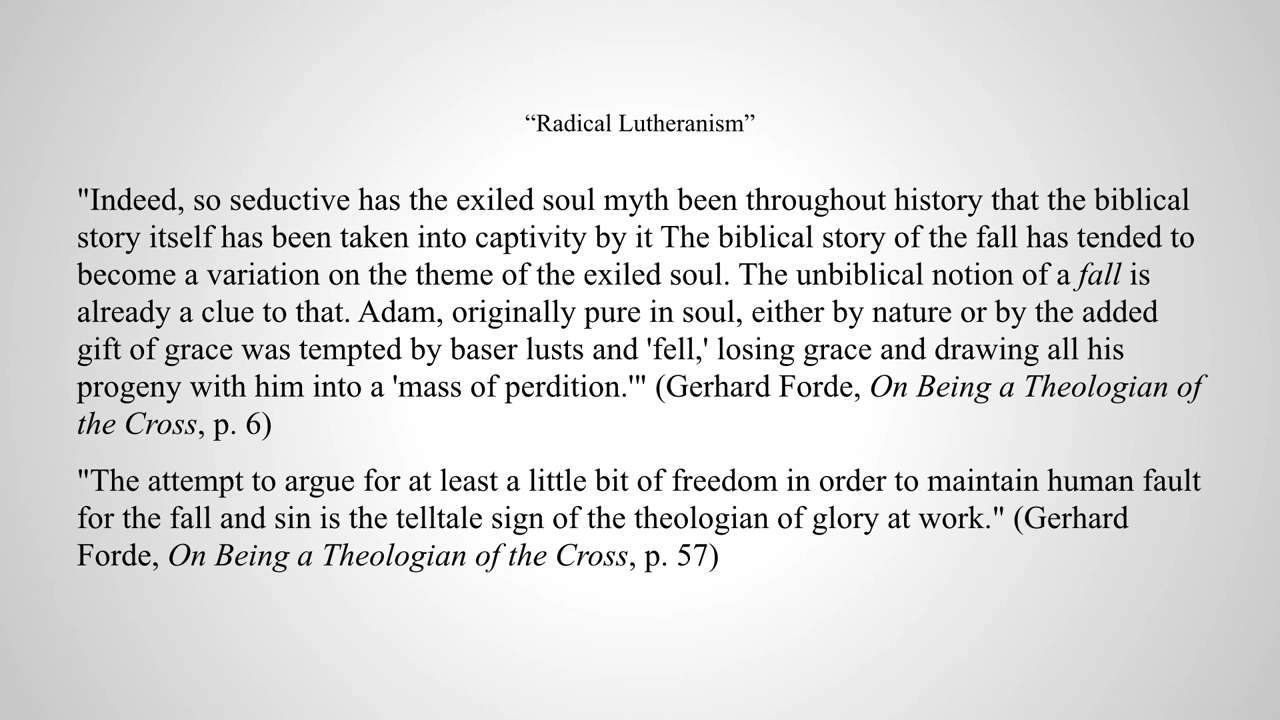 “Radical Lutheranism”
"Indeed, so seductive has the exiled soul myth been throughout history that the biblical
story itself has been taken into captivity by it The biblical story of the fall has tended to
become a variation on the theme of the exiled soul. The unbiblical notion of a fall is
already a clue to that. Adam, originally pure in soul, either by nature or by the added
gift of grace was tempted by baser lusts and 'fell,' losing grace and drawing all his
progeny with him into a 'mass of perdition.'" (Gerhard Forde, On Being a Theologian of
the Cross, p. 6)
"The attempt to argue for at least a little bit of freedom in order to maintain human fault
for the fall and sin is the telltale sign of the theologian of glory at work." (Gerhard
Forde, On Being a Theologian of the Cross, p. 57)